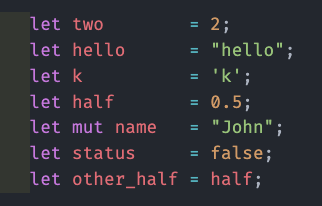 let two        = 2;
let hello      = "hello";
let k          = 'k';
let half       = 0.5;
let mut name   = "John";
let status     = false;
let other_half = half;